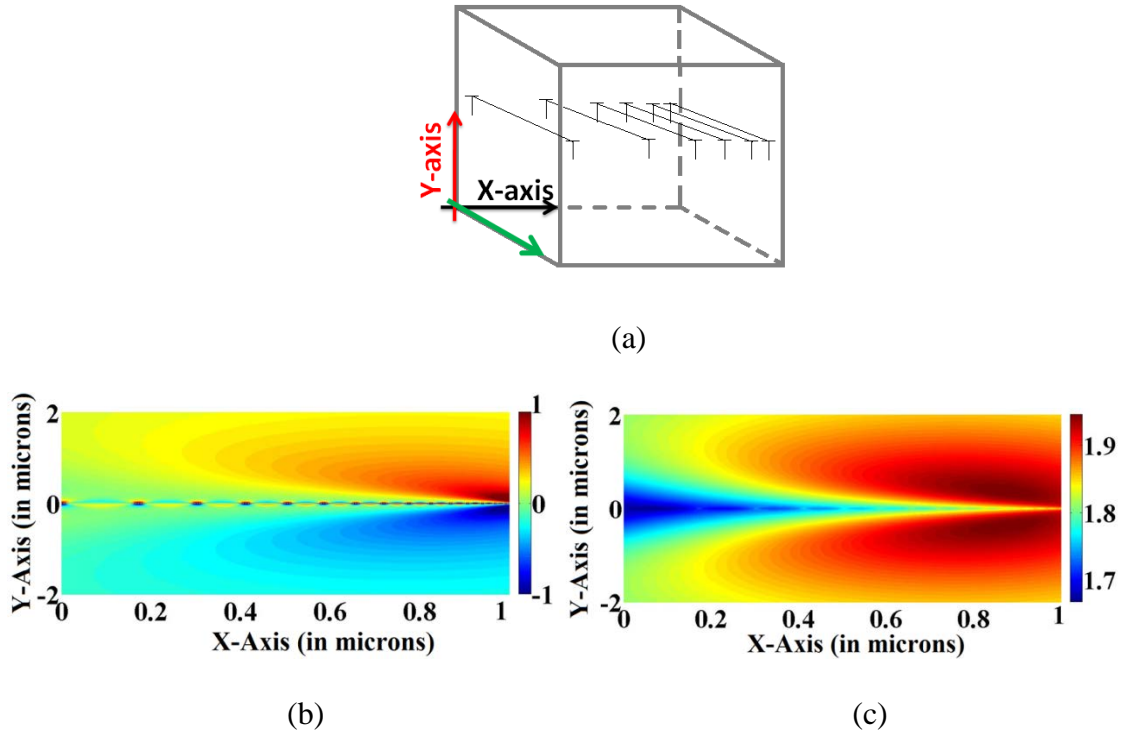 Y-axis
X-axis
(a)
Y-Axis (in microns)
2
0
-2
0 0.2 0.4 0.6 0.8 1
X-Axis (in microns)
1
0
-1
(b)
Y-Axis (in microns)
2
0
-2
0 0.2 0.4 0.6 0.8 1
X-Axis (in microns)
1.9
1.8
1.7
(c)